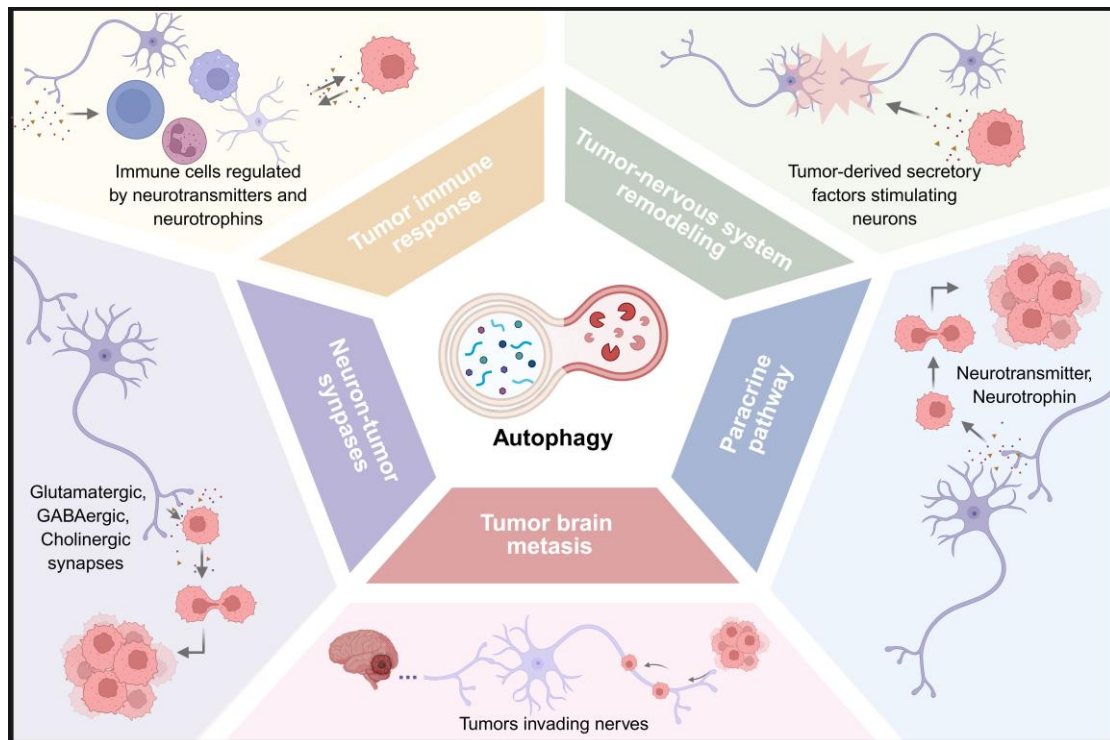 Immune cells regulated
by neurotransmitters and
neurotrophins
Tumor immune
response
Tumor-nervous system
remodeling
Tumor-derived secretory
factors stimulating
neurons
Neuron-tumor
synpases
Autophagy
Paracrine
pathway
Neurotransmitter,
Neurotrophin
Glutamatergic,
GABAergic,
Cholinergic
synapses
Tumor brain
metasis
Tumors invading nerves